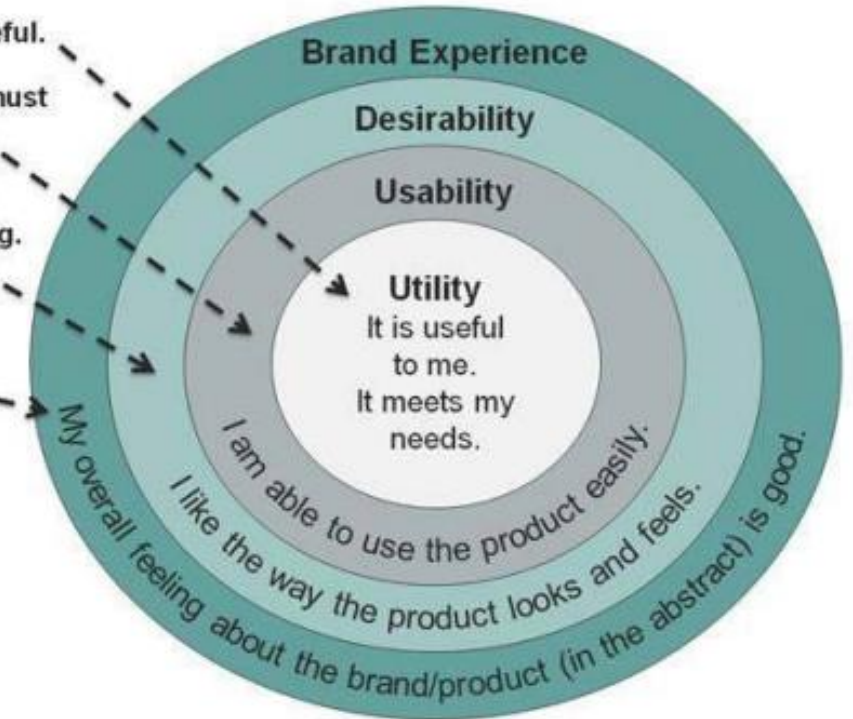 ful.
must
g.
Brand Experience
Desirability
Usability
Utility
It is useful
to me.
It meets my
needs.
I am able to use the product easily.
I like the way the product looks and feels.
My overall feeling about the brand/product (in the abstract) is good.